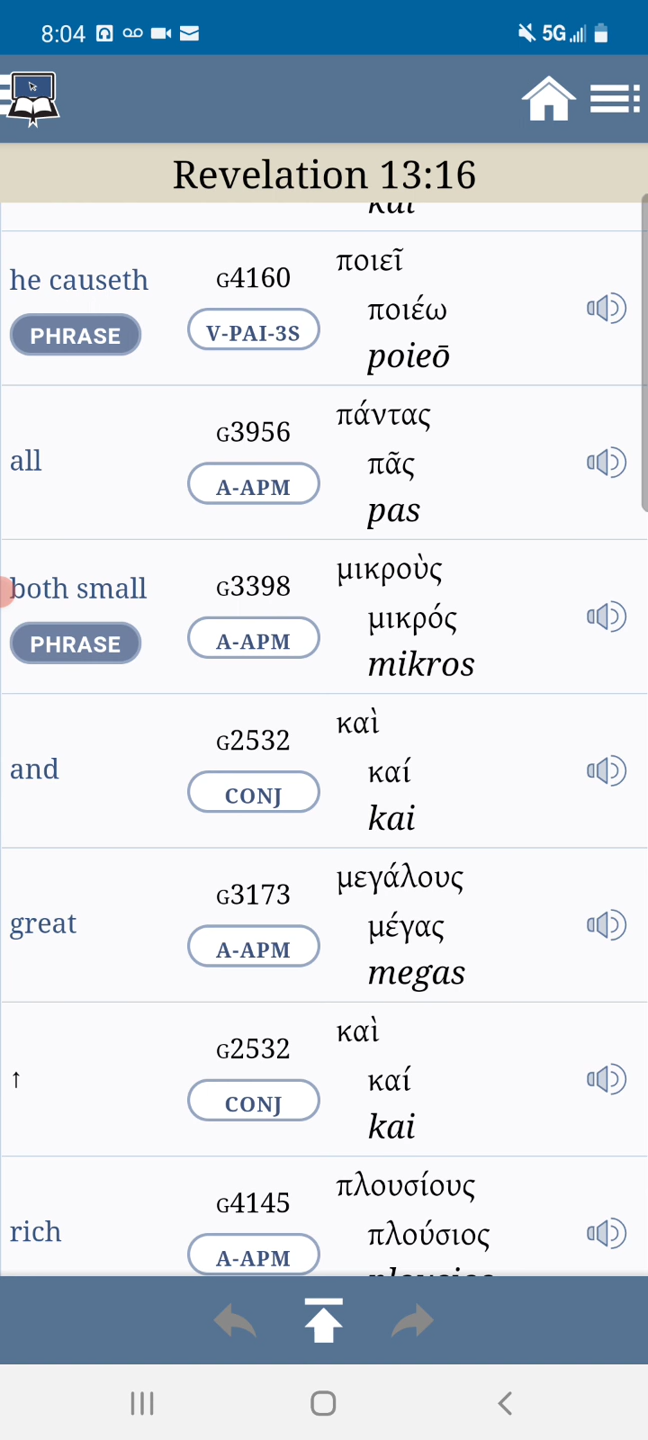 8:04
5G
Revelation 13:16
kai
he causeth G4160 ποιεῖ
PHRASE V-PAI-3S ποιέω
poieō
all G3956 πάντας
A-APM πᾶς
pas
both small G3398 μικροὺς
PHRASE A-APM μικρός
mikros
and G2532 καὶ
CONJ καί
kai
great G3173 μεγάλους
A-APM μέγας
megas
↑ G2532 καὶ
CONJ καί
kai
rich G4145 πλουσίους
A-APM πλούσιος